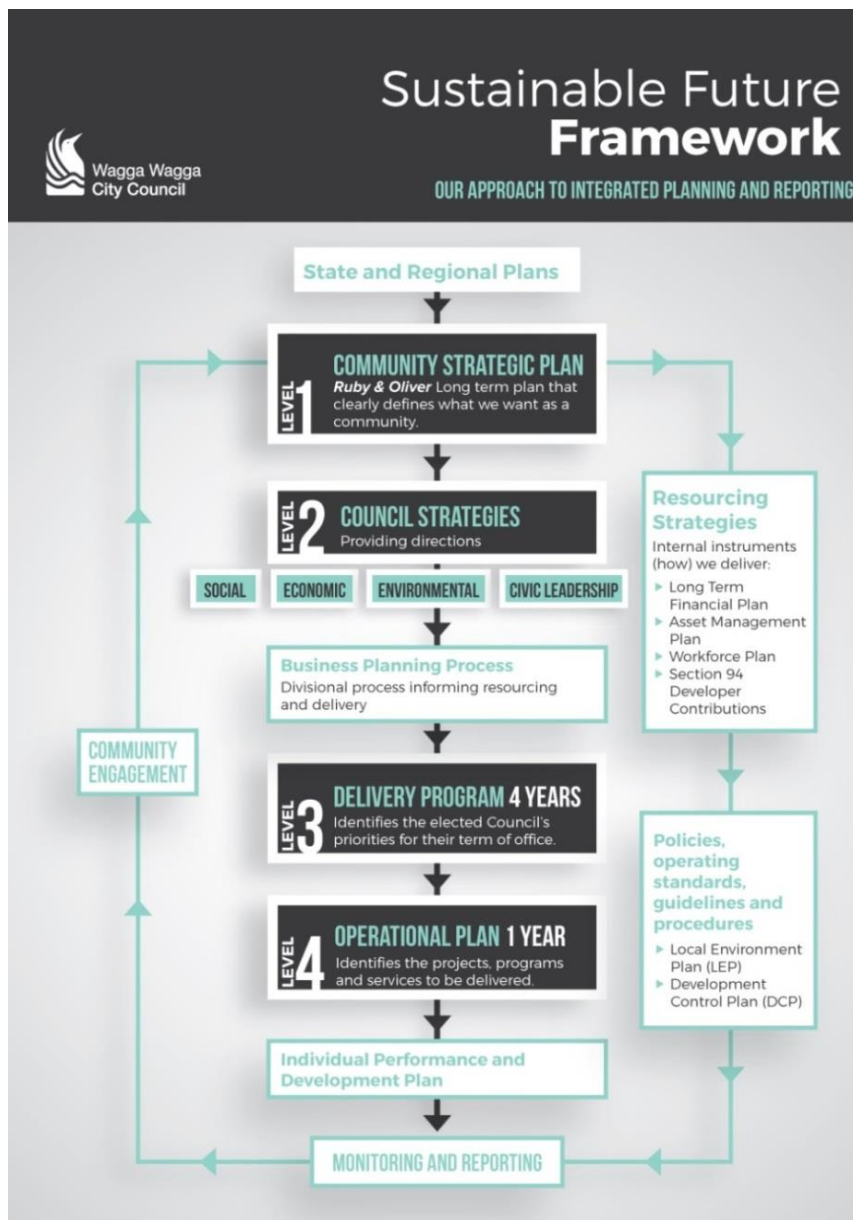 Sustainable Future
Framework
Wagga Wagga
City Council
OUR APPROACH TO INTEGRATED PLANNING AND REPORTING
State and Regional Plans
LEVEL 1
COMMUNITY STRATEGIC PLAN
Ruby & Oliver Long term plan that
clearly defines what we want as a
community.
LEVEL 2
COUNCIL STRATEGIES
Providing directions
SOCIAL
ECONOMIC
ENVIRONMENTAL
CIVIC LEADERSHIP
Business Planning Process
Divisional process informing resourcing
and delivery
LEVEL 3
DELIVERY PROGRAM 4 YEARS
Identifies the elected Council's
priorities for their term of office.
LEVEL 4
OPERATIONAL PLAN 1 YEAR
Identifies the projects, programs
and services to be delivered.
Individual Performance and
Development Plan
MONITORING AND REPORTING
COMMUNITY
ENGAGEMENT
Resourcing
Strategies
Internal instruments
(how) we deliver:
Long Term
Financial Plan
Asset Management
Plan
Workforce Plan
Section 94
Developer
Contributions
Policies,
operating
standards,
guidelines and
procedures
Local Environment
Plan (LEP)
Development
Control Plan (DCP)